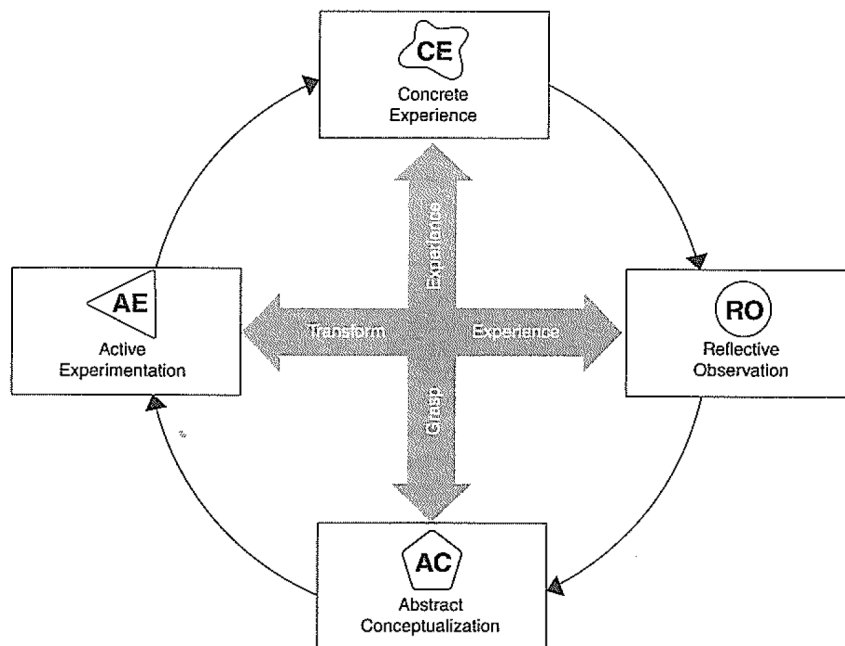 CE
Concrete
Experience
AE
Active
Experimentation
Experience
Transform
Experience
Grasp
RO
Reflective
Observation
AC
Abstract
Conceptualization